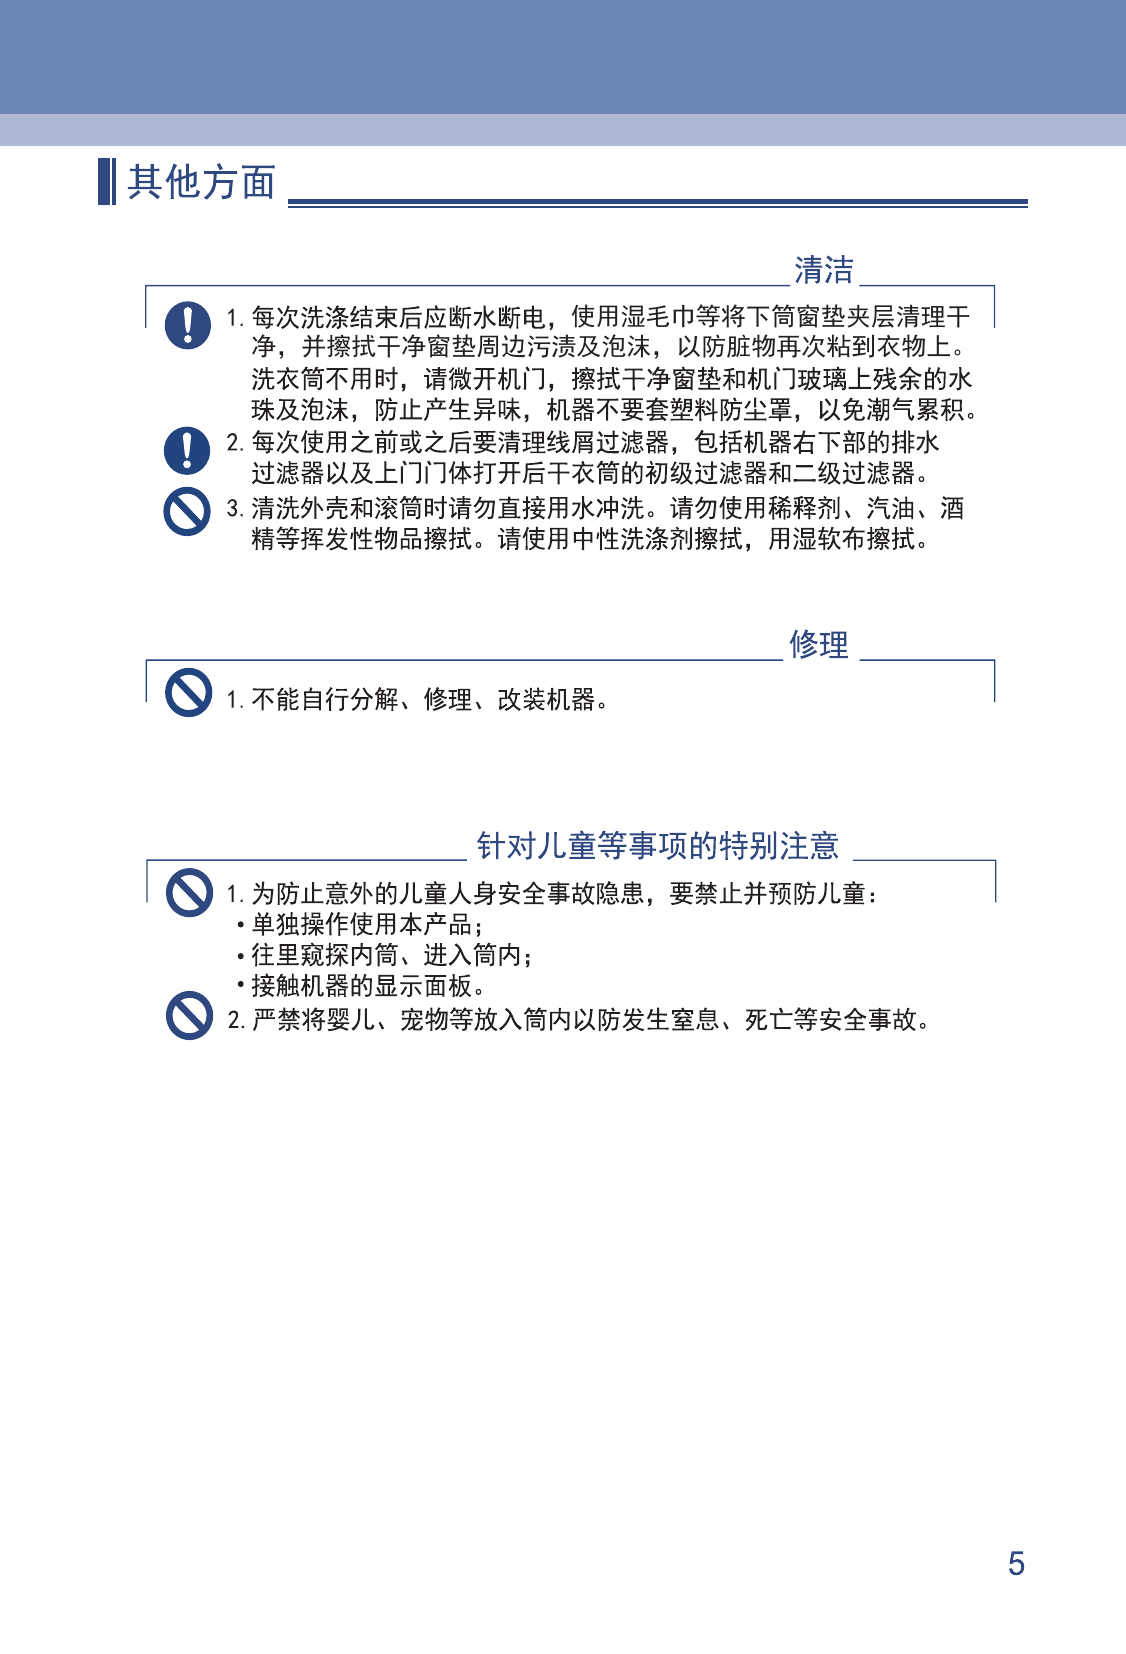 其他方面
清洁
1. 每次洗涤结束后应断水断电，使用湿毛巾等将下筒窗垫夹层清理干
净，并擦拭干净窗垫周边污渍及泡沫，以防脏物再次粘到衣物上。
洗衣筒不用时，请微开机门，擦拭干净窗垫和机门玻璃上残余的水
珠及泡沫，防止产生异味，机器不要套塑料防尘罩，以免潮气累积。
2. 每次使用之前或之后要清理线屑过滤器，包括机器右下部的排水
过滤器以及上门门体打开后干衣筒的初级过滤器和二级过滤器。
3. 清洗外壳和滚筒时请勿直接用水冲洗。请勿使用稀释剂、汽油、酒
精等挥发性物品擦拭。请使用中性洗涤剂擦拭，用湿软布擦拭。
修理
1. 不能自行分解、修理、改装机器。
针对儿童等事项的特别注意
1. 为防止意外的儿童人身安全事故隐患，要禁止并预防儿童：
•单独操作使用本产品；
•往里窥探内筒、进入筒内；
•接触机器的显示面板。
2. 严禁将婴儿、宠物等放入筒内以防发生窒息、死亡等安全事故。
5